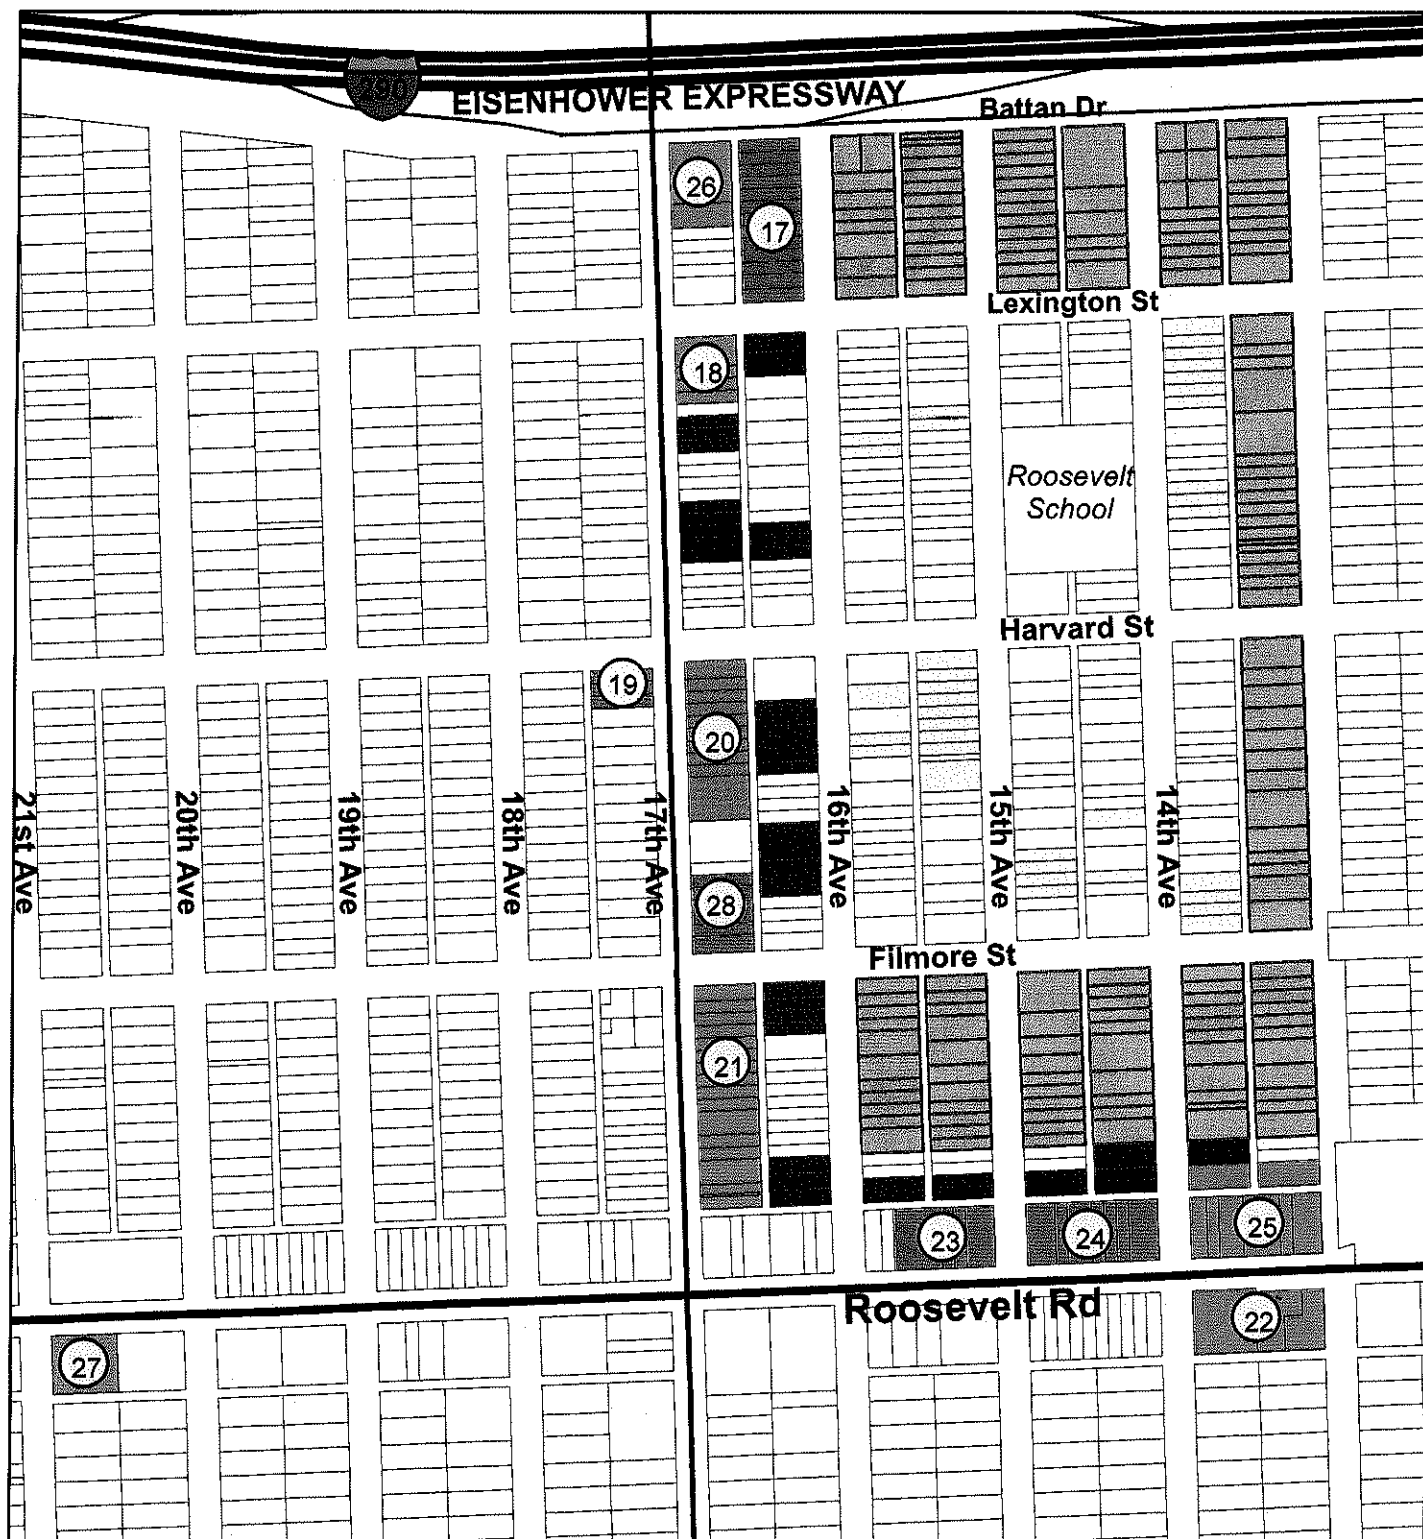 290
EISENHOWER EXPRESSWAY
Battan Dr
26
17
Lexington St
18
Roosevelt
School
Harvard St
19
20
21st Ave
20th Ave
19th Ave
18th Ave
17th Ave
16th Ave
15th Ave
14th Ave
28
Filmore St
21
23
24
25
Roosevelt Rd
22
27